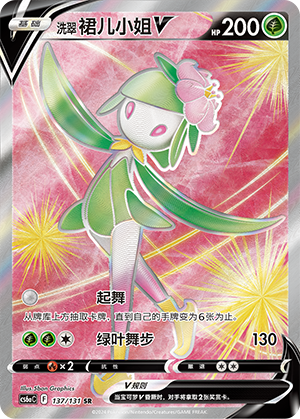 基础
洗翠 裙儿小姐V HP 200
起舞
从牌库上方抽取卡牌，直到自己的手牌变为6张为止。
绿叶舞步 130
弱点 ×2 抗性 撤退
Illus. 5ban Graphics
V规则
CS6aC F 137/131 SR
当宝可梦V昏厥时，对手将拿取2张奖赏卡。